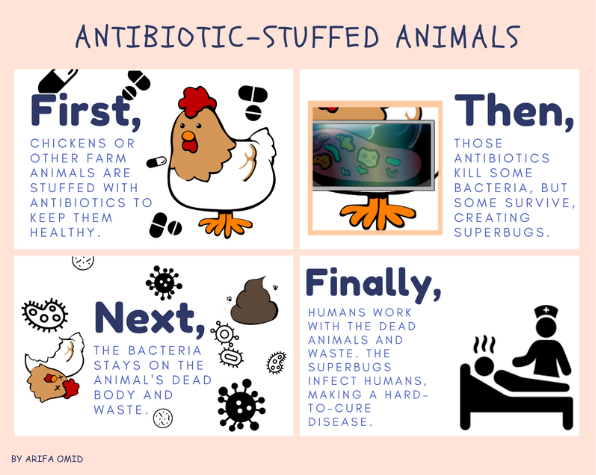 ANTIBIOTIC-STUFFED ANIMALS
First,
CHICKENS OR
OTHER FARM
ANIMALS ARE
STUFFED WITH
ANTIBIOTICS TO
KEEP THEM
HEALTHY.
Then,
THOSE
ANTIBIOTICS
KILL SOME
BACTERIA, BUT
SOME SURVIVE,
CREATING
SUPERBUGS.
Next,
THE BACTERIA
STAYS ON THE
ANIMAL'S DEAD
BODY AND
WASTE.
Finally,
HUMANS WORK
WITH THE DEAD
ANIMALS AND
WASTE. THE
SUPERBUGS
INFECT HUMANS,
MAKING A HARD-
TO-CURE
DISEASE.
BY ARIFA OMID